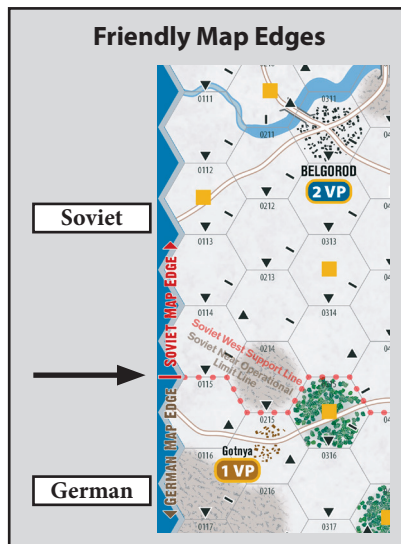 Friendly Map Edges
0111
0211
0311
BELGOROD
2 VP
0112
0212
Soviet
0113
0213
0313
SOVIET MAP EDGE
0114
0214
0314
Soviet West Support Line
Soviet Near Operational
Limit Line
0115
0215
GERMAN MAP EDGE
Gotnya
1 VP
0116
0216
0316
German
0117
0317